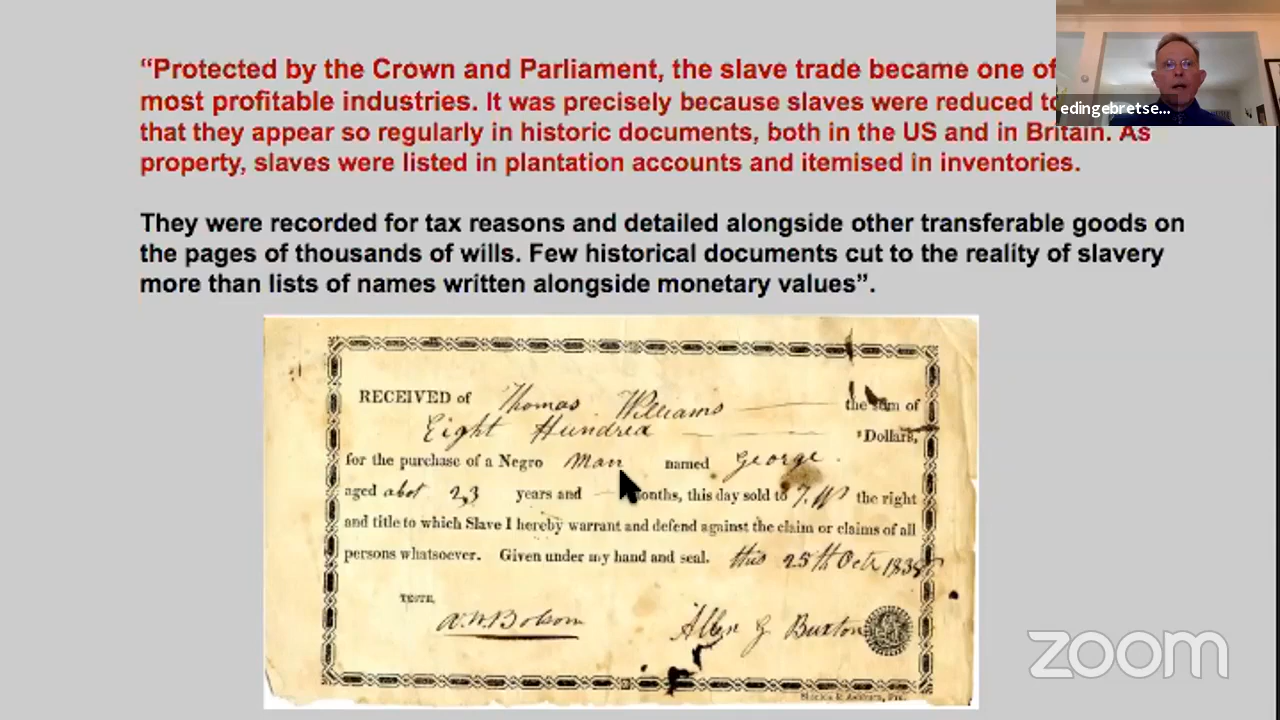 “Protected by the Crown and Parliament, the slave trade became one of
most profitable industries. It was precisely because slaves were reduced to
that they appear so regularly in historic documents, both in the US and in Britain. As
property, slaves were listed in plantation accounts and itemised in inventories.
They were recorded for tax reasons and detailed alongside other transferable goods on
the pages of thousands of wills. Few historical documents cut to the reality of slavery
more than lists of names written alongside monetary values”.
edingebretse...
RECEIVED of Thomas Williams the sum of
Eight Hundred Dollars,
for the purchase of a Negro Man named George.
aged abot 23 years and months, this day sold to the right
and title to which Slave I hereby warrant and defend against the claim or claims of all
persons whatsoever. Given under my hand and seal. this 25th Octr
TESTE,
Allen G Buxton
zoom